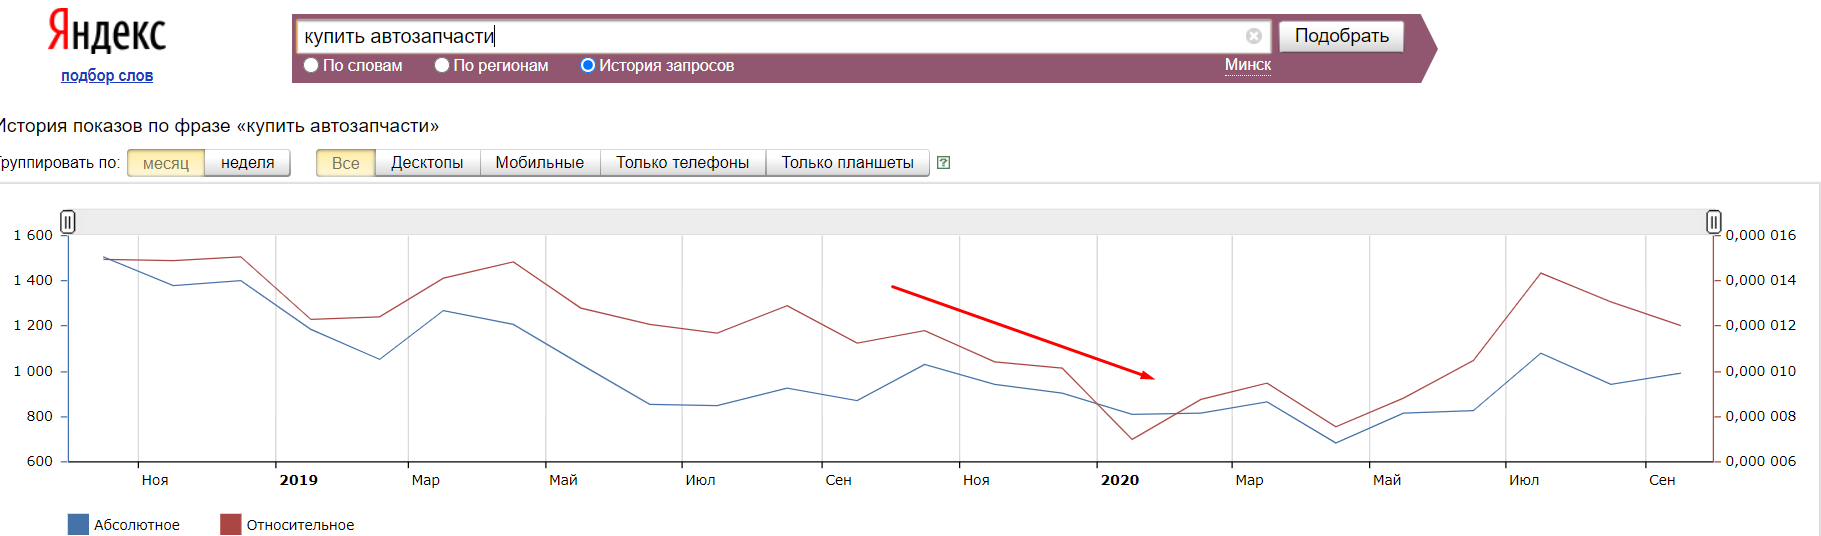 Яндекс
подбор слов
купить автозапчасти
Подобрать
По словам По регионам История запросов Минск
История показов по фразе «купить автозапчасти»
Группировать по: месяц неделя Все Десктопы Мобильные Только телефоны Только планшеты ?
1 600 0,000 016
1 400 0,000 014
1 200 0,000 012
1 000 0,000 010
800 0,000 008
600 0,000 006
Ноя 2019 Мар Май Июл Сен Ноя 2020 Мар Май Июл Сен
Абсолютное Относительное